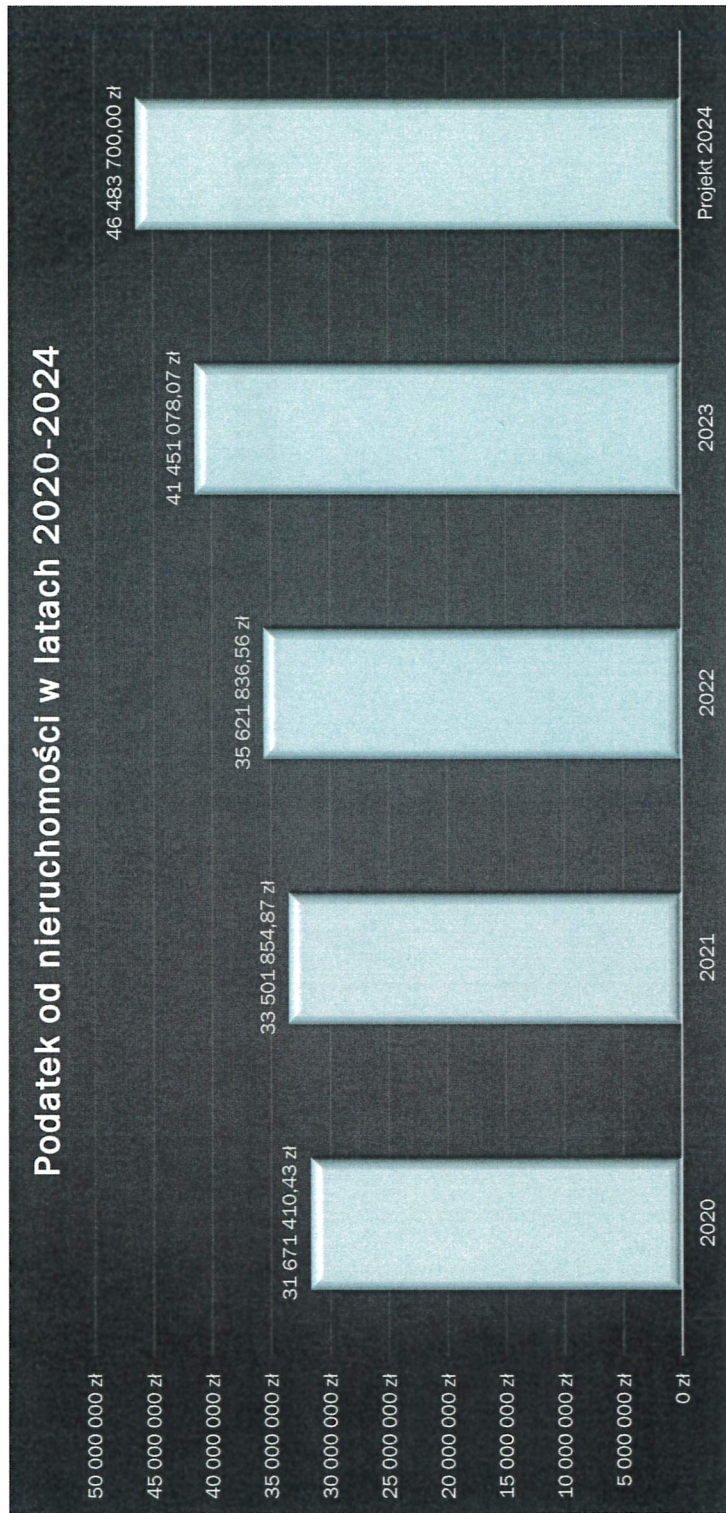 Podatek od nieruchomości w latach 2020-2024
50 000 000 zł
45 000 000 zł
40 000 000 zł
35 000 000 zł
30 000 000 zł
25 000 000 zł
20 000 000 zł
15 000 000 zł
10 000 000 zł
5 000 000 zł
0 zł
31 671 410,43 zł
33 501 854,87 zł
35 621 836,56 zł
41 451 078,07 zł
46 483 700,00 zł
2020
2021
2022
2023
Projekt 2024